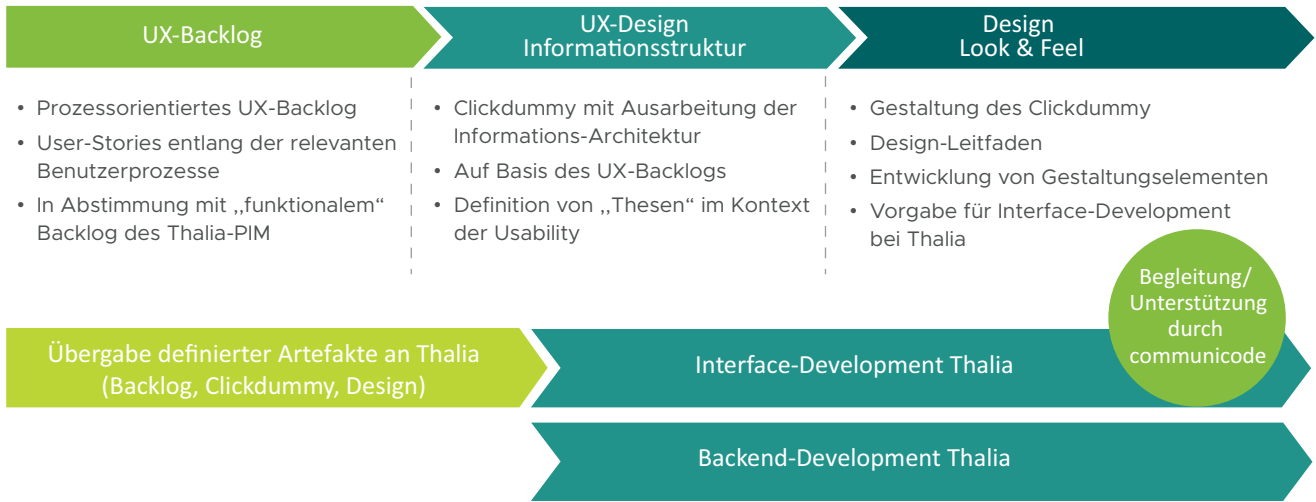 UX-Backlog
UX-Design
Informationsstruktur
Design
Look & Feel
• Prozessorientiertes UX-Backlog
• User-Stories entlang der relevanten
Benutzerprozesse
• In Abstimmung mit ,,funktionalem“
Backlog des Thalia-PIM
• Clickdummy mit Ausarbeitung der
Informations-Architektur
• Auf Basis des UX-Backlogs
• Definition von ,,Thesen“ im Kontext
der Usability
• Gestaltung des Clickdummy
• Design-Leitfaden
• Entwicklung von Gestaltungselementen
• Vorgabe für Interface-Development
bei Thalia
Begleitung/
Unterstützung
durch
communicode
Übergabe definierter Artefakte an Thalia
(Backlog, Clickdummy, Design)
Interface-Development Thalia
Backend-Development Thalia